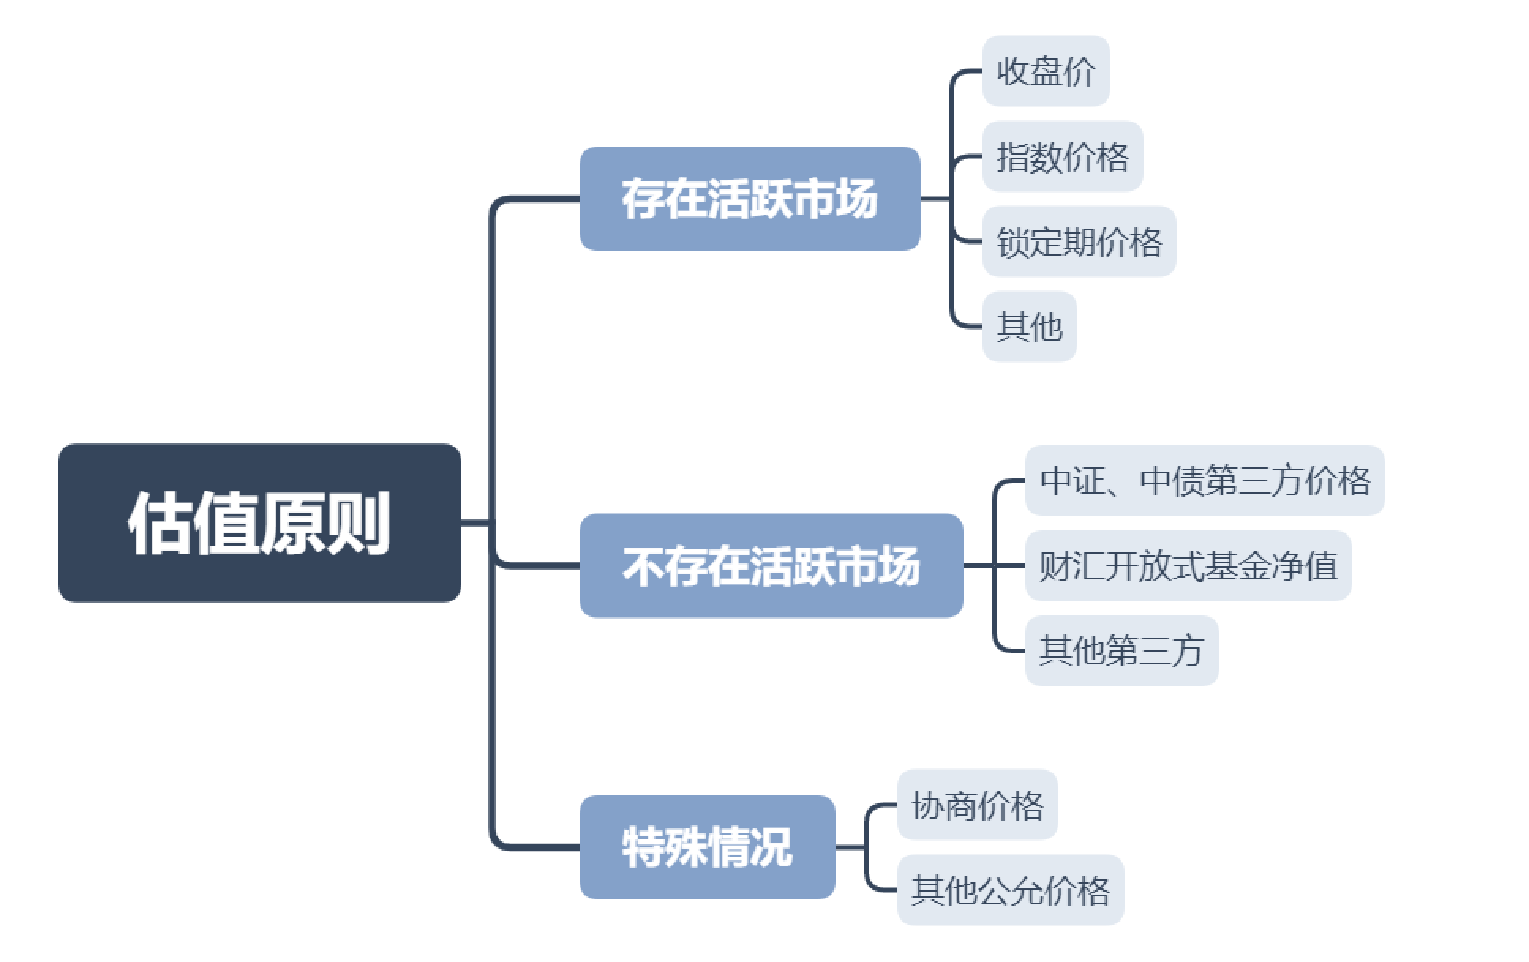 估值原则
存在活跃市场
收盘价
指数价格
锁定期价格
其他
不存在活跃市场
中证、中债第三方价格
财汇开放式基金净值
其他第三方
特殊情况
协商价格
其他公允价格